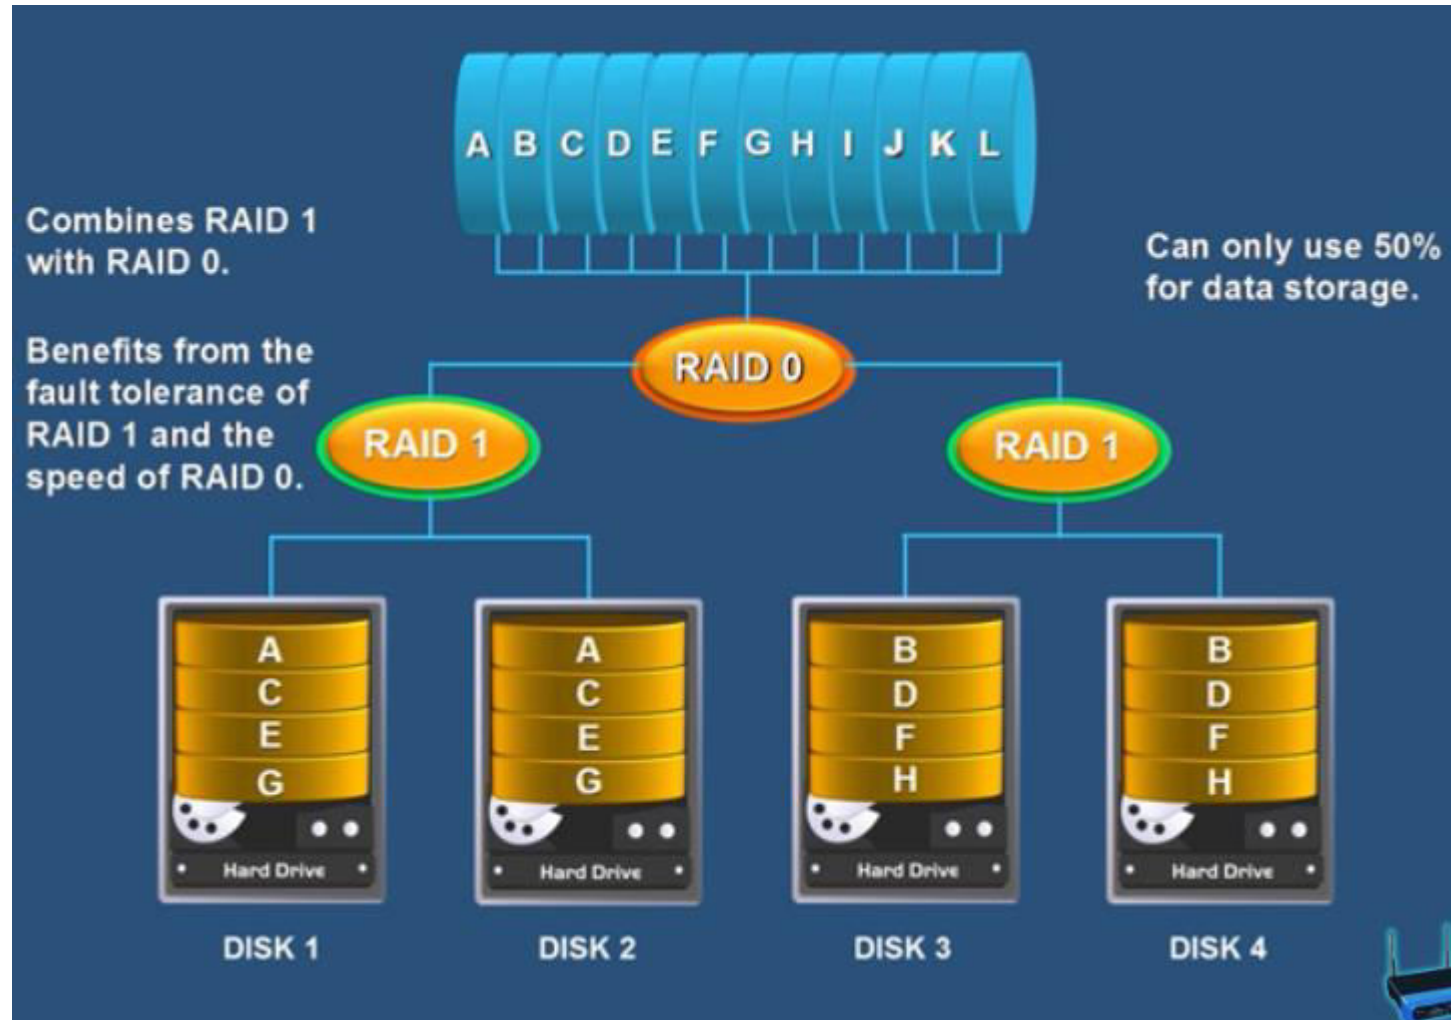 A B C D E F G H I J K L
Combines RAID 1
with RAID 0.
Benefits from the
fault tolerance of
RAID 1 and the
speed of RAID 0.
Can only use 50%
for data storage.
RAID 0
RAID 1
RAID 1
A
C
E
G
Hard Drive
DISK 1
A
C
E
G
Hard Drive
DISK 2
B
D
F
H
Hard Drive
DISK 3
B
D
F
H
Hard Drive
DISK 4